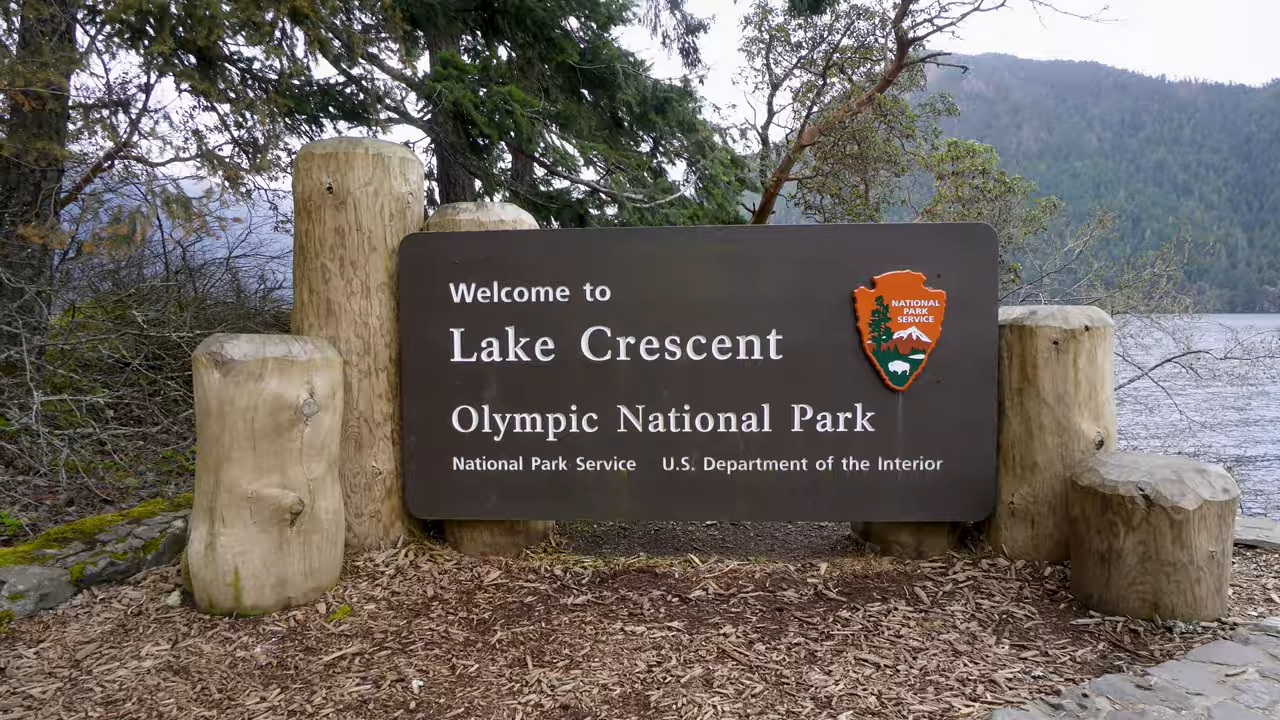 Welcome to
Lake Crescent
Olympic National Park
National Park Service U.S. Department of the Interior
NATIONAL
PARK
SERVICE